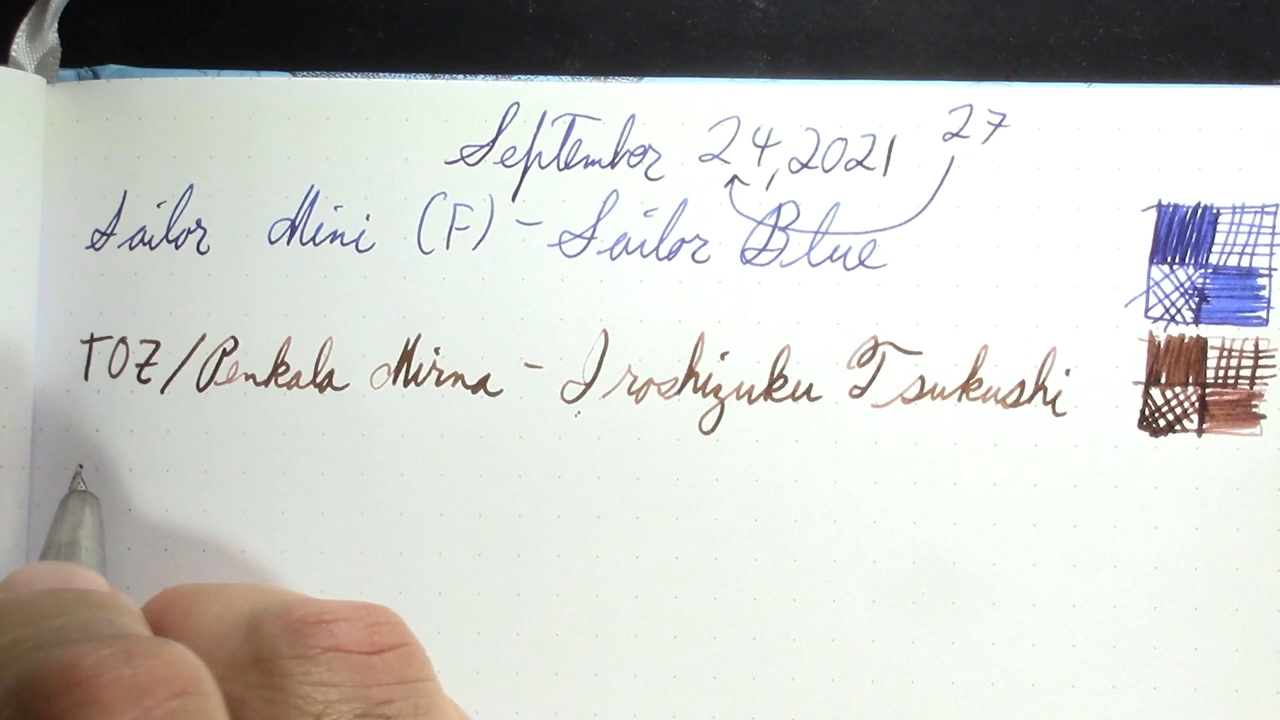 September 24, 2021 27
Sailor Mini (F) - Sailor Blue
TOZ/Penkala Mirna - Iroshizuku Tsukushi